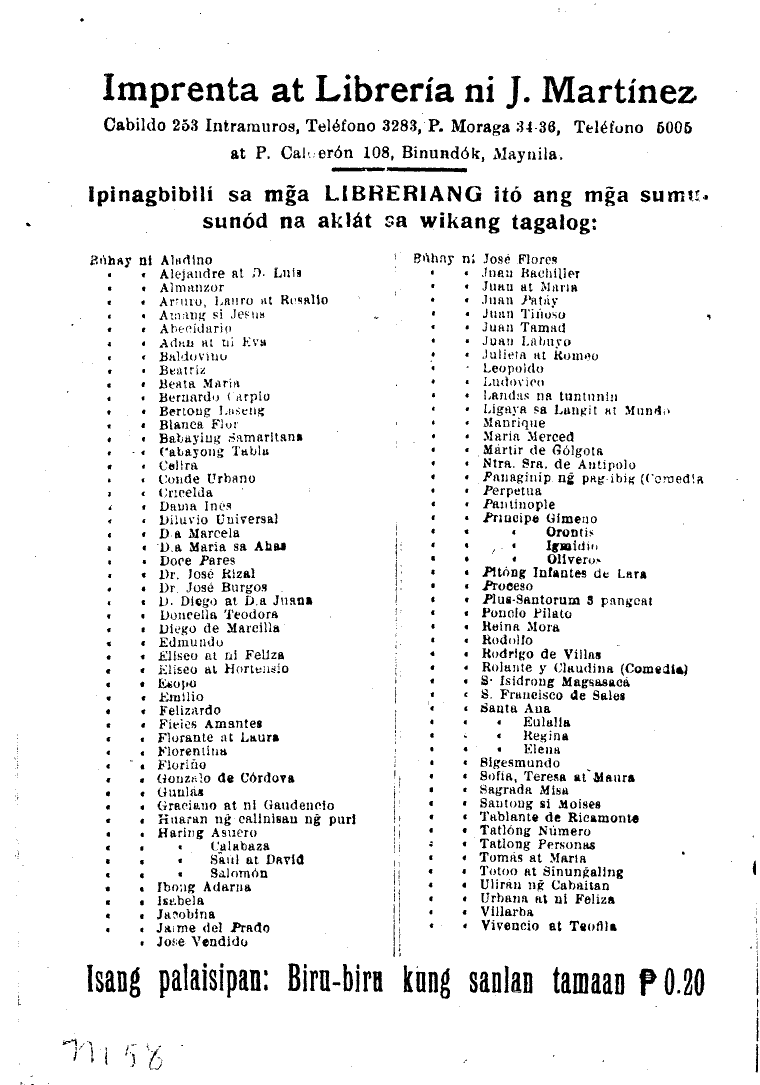 Imprenta at Librería ni J. Martínez
Cabildo 253 Intramuros, Teléfono 3283, P. Moraga 34-36, Teléfono 5005
at P. Calderón 108, Binundók, Maynila.
Ipinagbibilí sa mg̃a LIBRERIANG itó ang mg̃a sumu-
sunód na aklát sa wikang tagalog:
Búhay ni Aladino
" " Alejandre at D. Luis
" " Almanzor
" " Arturo, Lauro at Rosalio
" " Amang si Jesus
" " Abecidario
" " Adan at ni Eva
" " Baldovino
" " Beatriz
" " Beata Maria
" " Bernardo Carpio
" " Bertong Laseng
" " Blanca Flor
" " Babaying Samaritana
" " Cabayong Tabla
" " Celira
" " Conde Urbano
" " Criselda
" " Dama Ines
" " Diluvio Universal
" " D.a Marcela
" " D.a Maria sa Ahas
" " Doce Pares
" " Dr. José Rizal
" " Dr. José Burgos
" " D. Diego at D.a Juana
" " Doncella Teodora
" " Diego de Marcilla
" " Edmundo
" " Eliseo at ni Feliza
" " Eliseo at Hortensio
" " Esopo
" " Emilio
" " Felizardo
" " Fieles Amantes
" " Florante at Laura
" " Florentina
" " Floriño
" " Gonzalo de Córdova
" " Gunlas
" " Graciano at ni Gaudencio
" " Huaran ng̃ calinisan ng̃ puri
" " Haring Asuero
" " " Calabaza
" " " Saul at David
" " " Salomón
" " Ibong Adarna
" " Isabela
" " Jacobina
" " Jaime del Prado
" Jose Vendido
Búhay ni José Flores
" " Juan Bachiller
" " Juan at Maria
" " Juan Patay
" " Juan Tiñoso
" " Juan Tamad
" " Juan Labuyo
" " Julieta at Romeo
" " Leopoldo
" " Ludovico
" " Landas na tuntunin
" " Ligaya sa Langit at Mundo
" " Manrique
" " Maria Merced
" " Mártir de Gólgota
" " Ntra. Sra. de Antipolo
" " Panaginip ng̃ pag-ibig (Comedia
" " Perpetua
" " Pantinople
" " Principe Gimeno
" " " Orontis
" " " Igmidio
" " " Oliveros
" " Pitóng Infantes de Lara
" " Proceso
" " Plus-Santorum 3 pangcat
" " Poncio Pilato
" " Reina Mora
" " Rodolfo
" " Rodrigo de Villas
" " Rolante y Claudina (Comedia)
" " S. Isidrong Magsasacá
" " S. Francisco de Sales
" " Santa Ana
" " " Eulalia
" " " Regina
" " " Elena
" " Sigesmundo
" " Sofia, Teresa at Maura
" " Sagrada Misa
" " Santong si Moises
" " Tablante de Ricamonte
" " Tatlóng Número
" " Tatlong Personas
" " Tomas at Maria
" " Totoo at Sinung̃aling
" " Uliran ng̃ Cabaitan
" " Urbana at ni Feliza
" " Villarba
" " Vivencio at Teofila
Isang palaisipan: Biru-biru kung sanlan tamaan ₱ 0.20
M 58